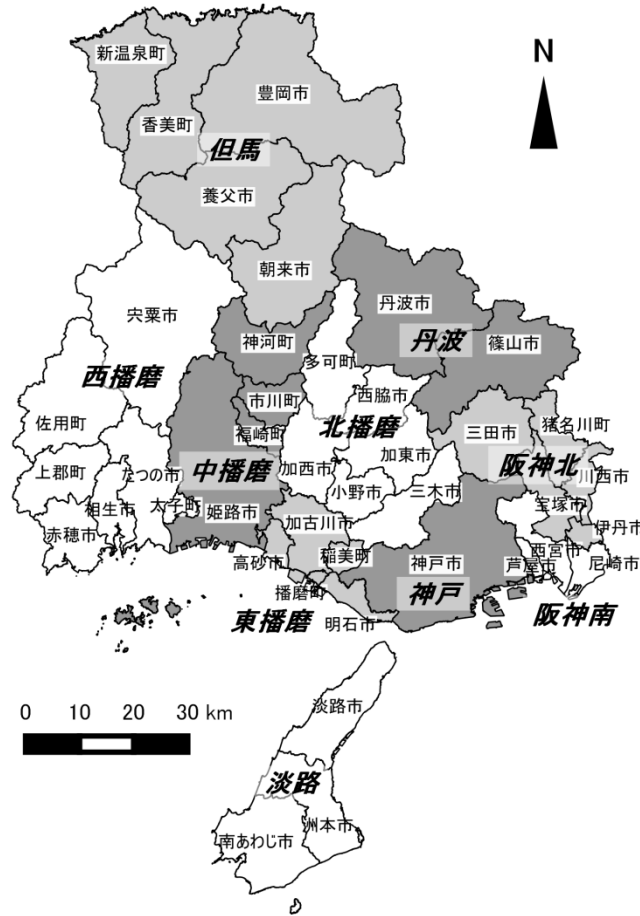 新温泉町
N
豊岡市
香美町
但馬
養父市
朝来市
丹波市
宍粟市
神河町
丹波
篠山市
多可町
西播磨
西脇市
市川町
猪名川町
佐用町
福崎町
北播磨
三田市
加東市
中播磨
加西市
阪神北
川西市
上郡町
たつの市
小野市
三木市
宝塚市
相生市
太子町
姫路市
加古川市
伊丹市
赤穂市
稲美町
西宮市
高砂市
神戸市
芦屋市
尼崎市
播磨町
神戸
東播磨
明石市
阪神南
0 10 20 30 km
淡路市
淡路
洲本市
南あわじ市